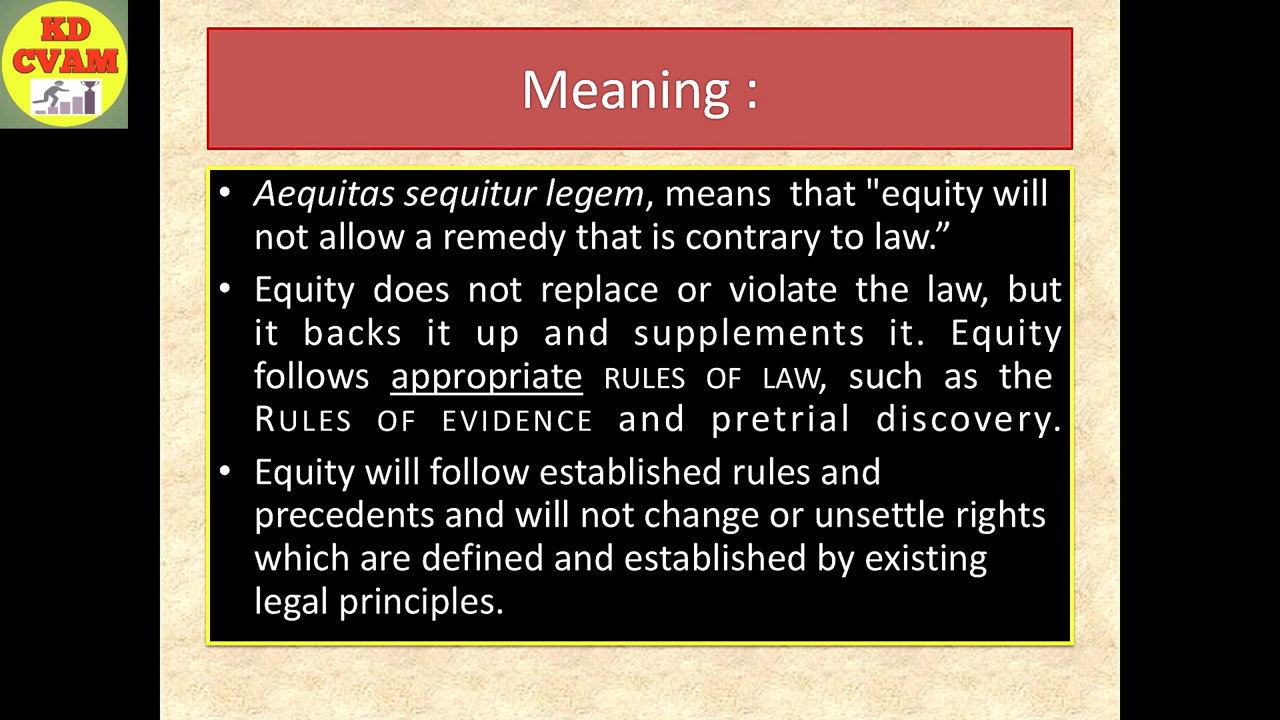 KD
CVAM
Meaning :
• Aequitas sequitur legem, means that "equity will
not allow a remedy that is contrary to law.”
• Equity does not replace or violate the law, but
it backs it up and supplements it. Equity
follows appropriate RULES OF LAW, such as the
RULES OF EVIDENCE and pretrial discovery.
• Equity will follow established rules and
precedents and will not change or unsettle rights
which are defined and established by existing
legal principles.